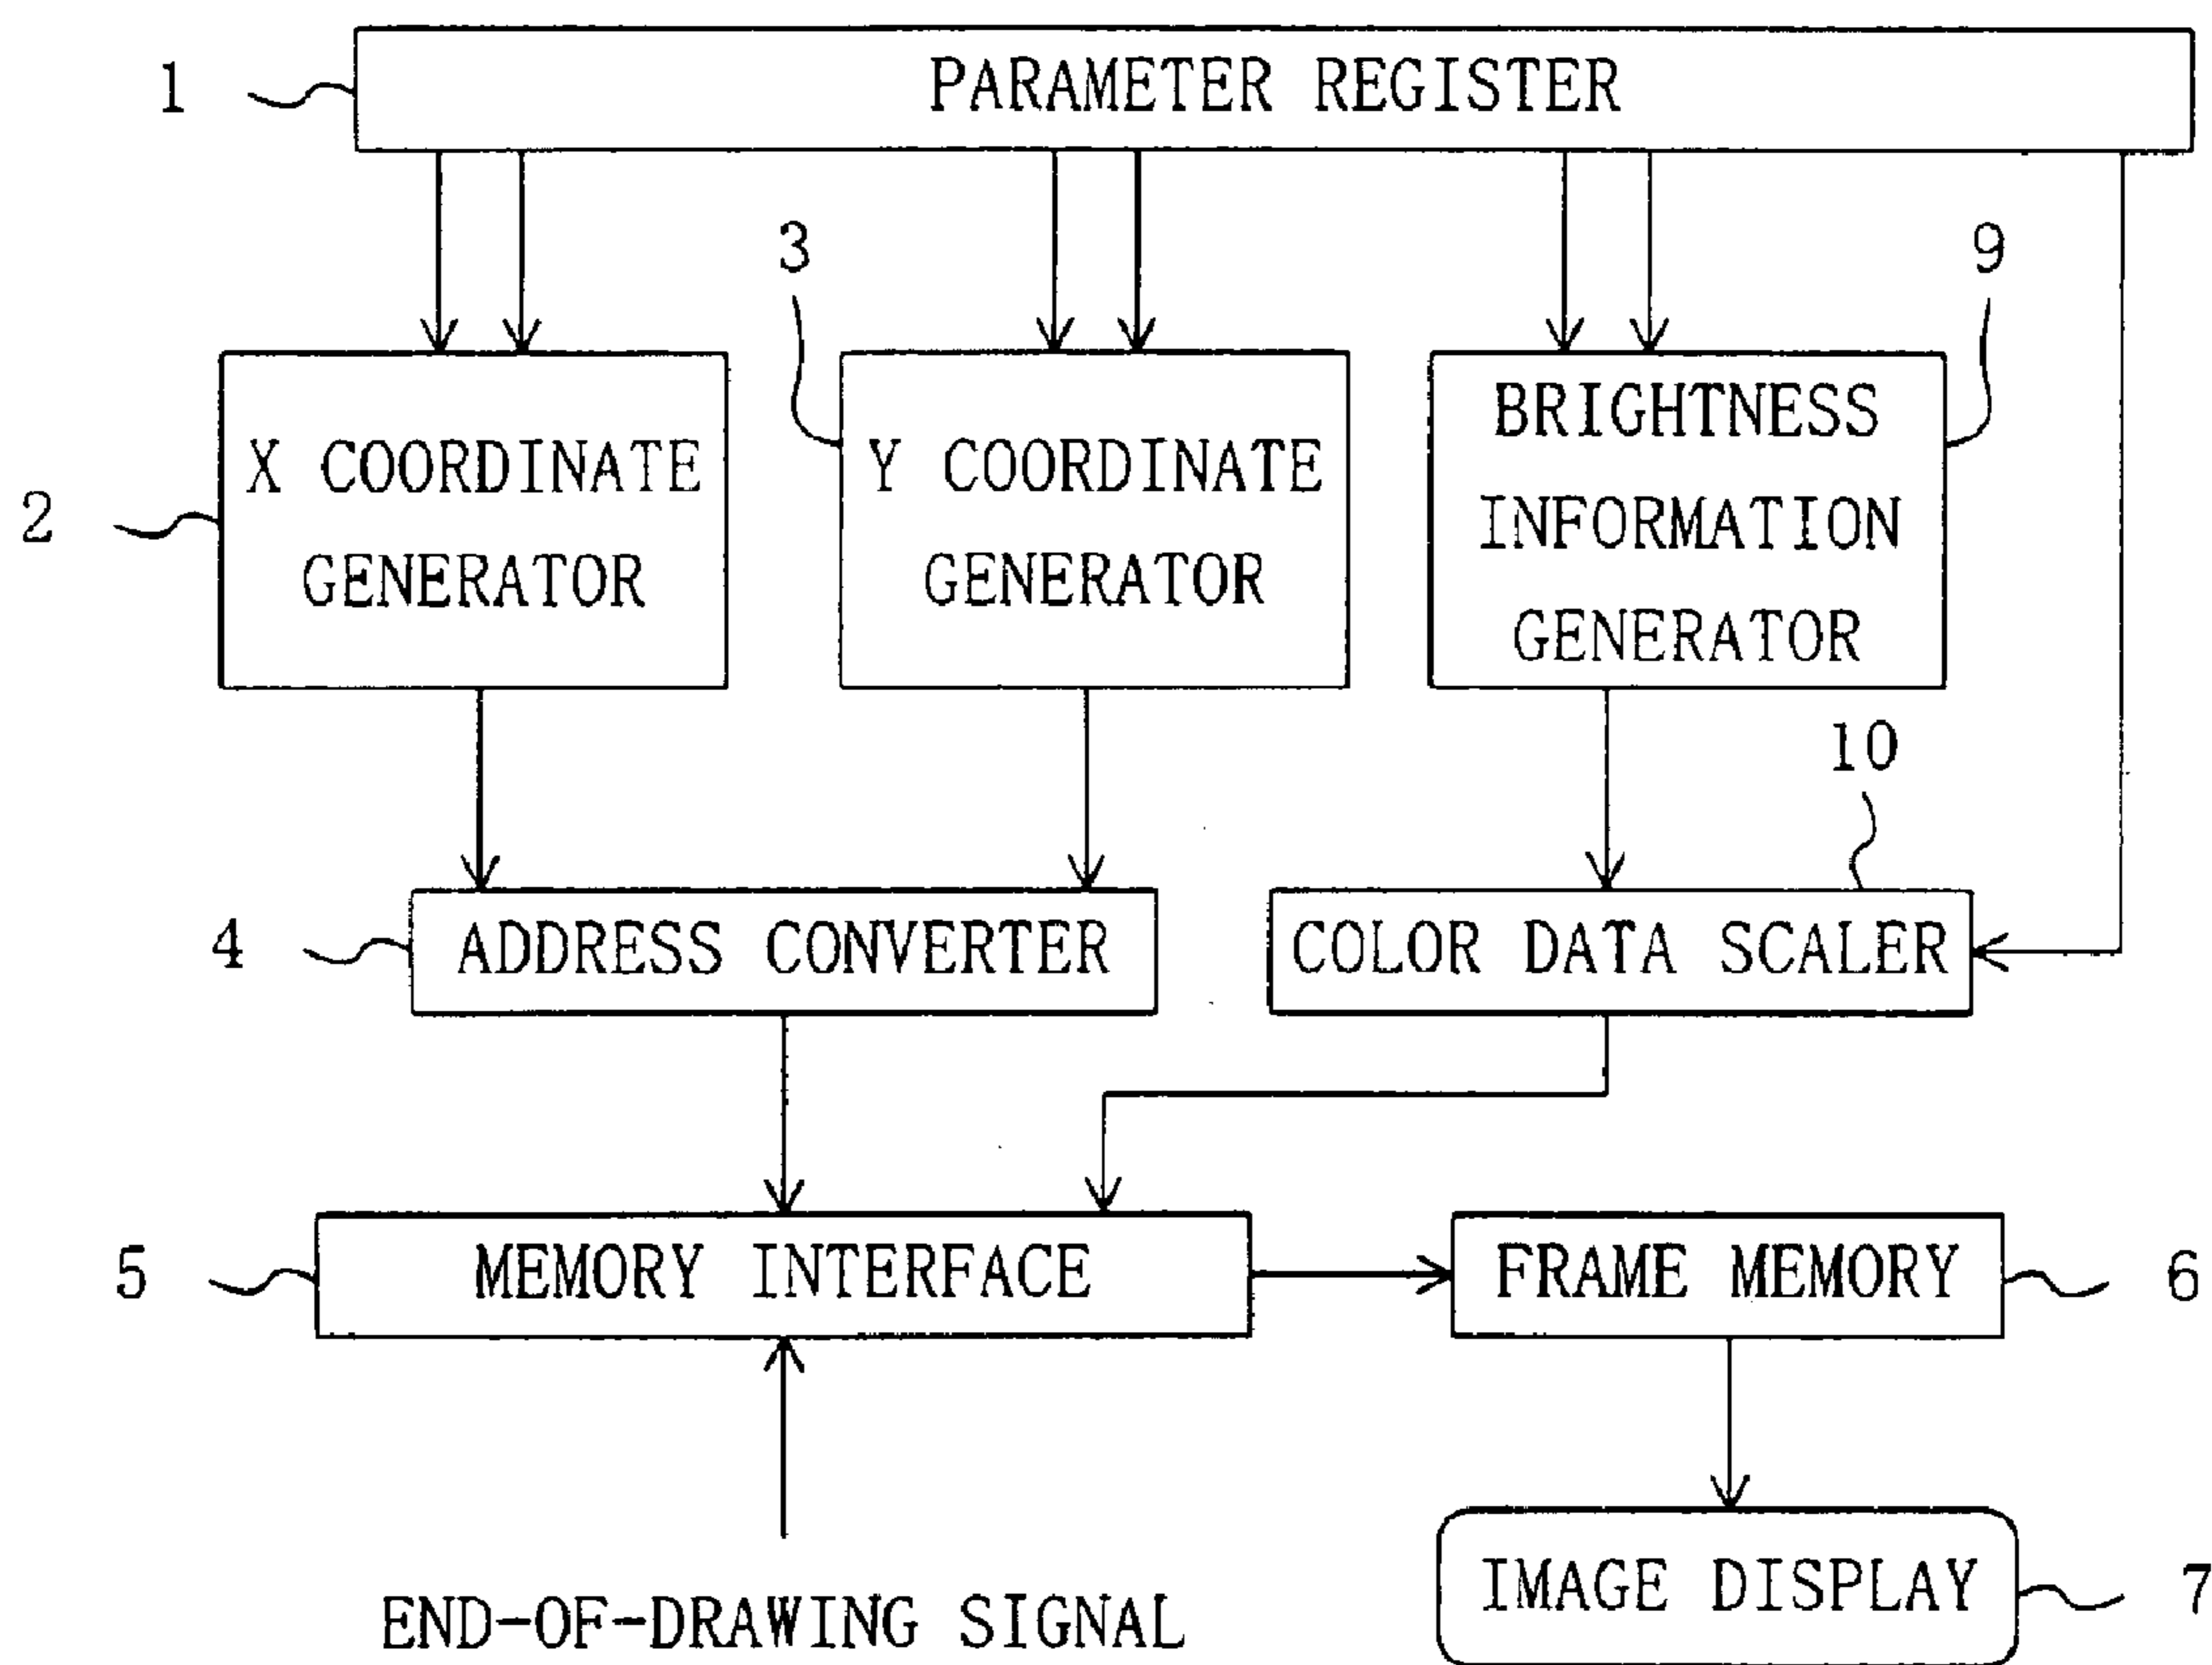 1
PARAMETER REGISTER
3
9
2
X COORDINATE
GENERATOR
Y COORDINATE
GENERATOR
BRIGHTNESS
INFORMATION
GENERATOR
10
4
ADDRESS CONVERTER
COLOR DATA SCALER
5
MEMORY INTERFACE
FRAME MEMORY
6
END-OF-DRAWING SIGNAL
IMAGE DISPLAY
7